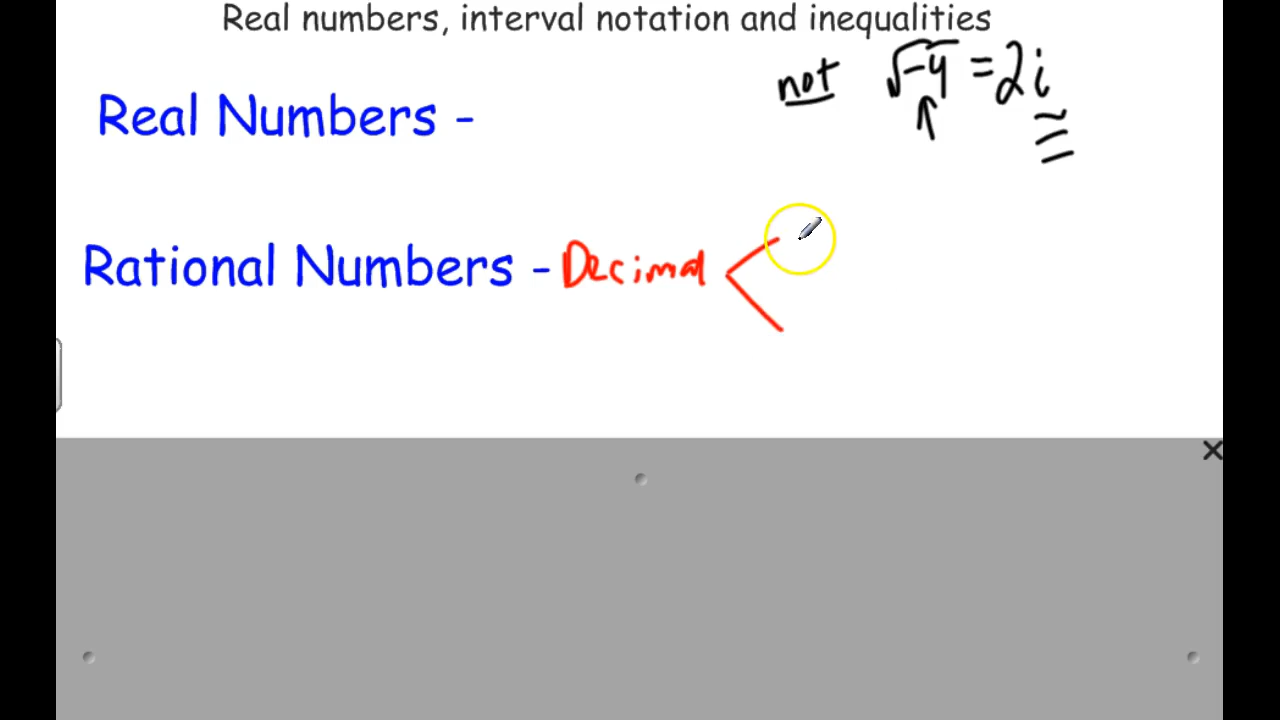 Real numbers, interval notation and inequalities
not √-4 = 2i
Real Numbers -
Rational Numbers - Decimal